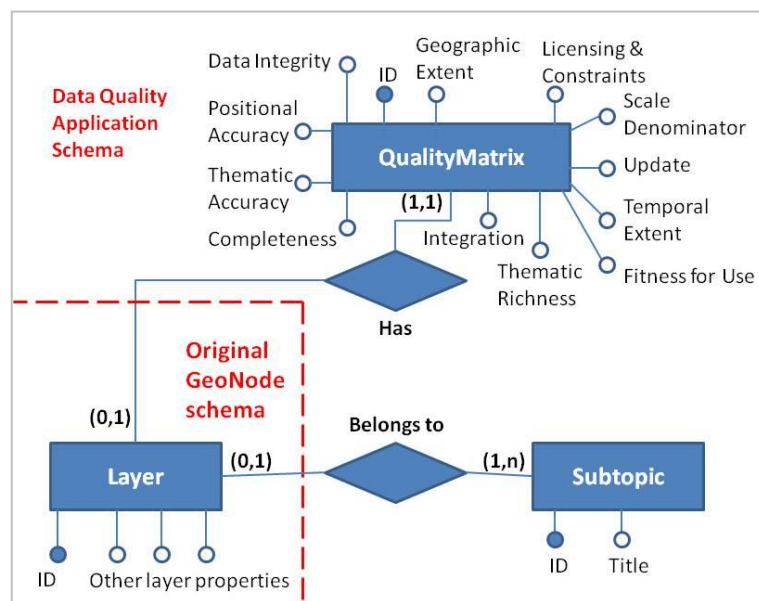 Data Quality
Application
Schema
Data Integrity
ID
Geographic
Extent
Licensing &
Constraints
Positional
Accuracy
Scale
Denominator
QualityMatrix
Update
Thematic
Accuracy
(1,1)
Temporal
Extent
Completeness
Integration
Thematic
Richness
Fitness for Use
Has
Original
GeoNode
schema
(0,1)
Belongs to
Layer
(0,1)
(1,n)
Subtopic
ID
Other layer properties
ID
Title